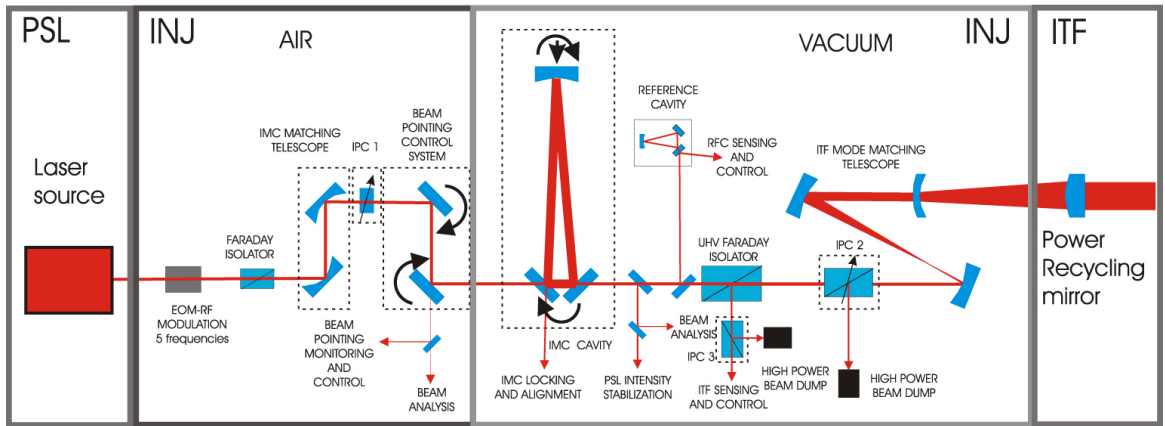 PSL
INJ
AIR
VACUUM
INJ
ITF
Laser
source
EOM-RF
MODULATION
5 frequencies
FARADAY
ISOLATOR
IMC MATCHING
TELESCOPE
IPC 1
BEAM
POINTING
CONTROL
SYSTEM
BEAM
POINTING
MONITORING
AND
CONTROL
BEAM
ANALYSIS
IMC CAVITY
IMC LOCKING
AND ALIGNMENT
REFERENCE
CAVITY
RFC SENSING
AND
CONTROL
PSL INTENSITY
STABILIZATION
BEAM
ANALYSIS
UHV FARADAY
ISOLATOR
IPC 3
HIGH POWER
BEAM DUMP
ITF SENSING
AND CONTROL
IPC 2
HIGH POWER
BEAM DUMP
ITF MODE MATCHING
TELESCOPE
Power
Recycling
mirror